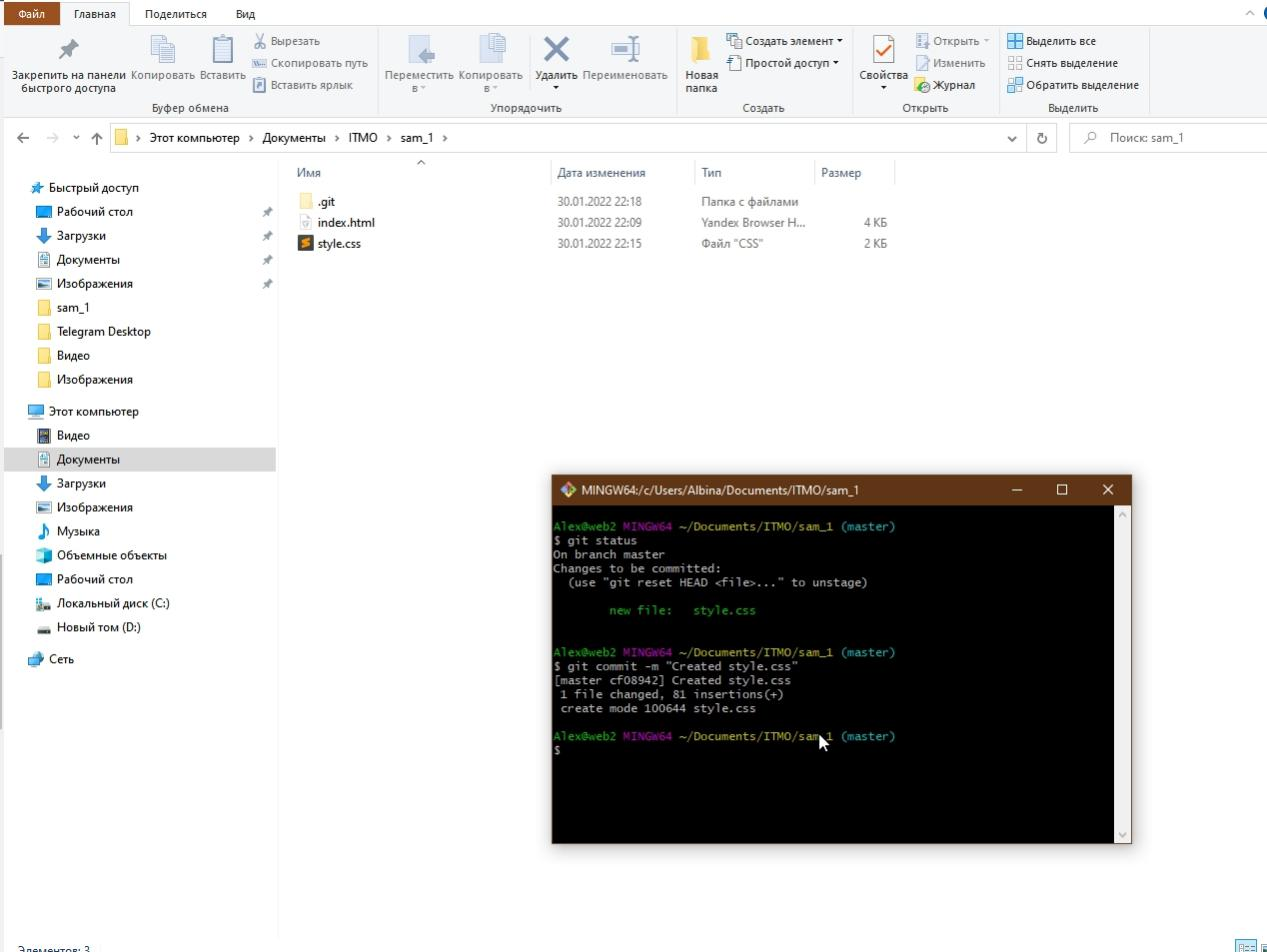 Файл Главная Поделиться Вид
Закрепить на панели быстрого доступа
Копировать
Вставить
Вырезать
Скопировать путь
Вставить ярлык
Буфер обмена
Переместить в
Копировать в
Удалить
Переименовать
Упорядочить
Новая папка
Создать элемент
Простой доступ
Создать
Свойства
Открыть
Изменить
Журнал
Открыть
Выделить все
Снять выделение
Обратить выделение
Выделить
Этот компьютер > Документы > ITMO > sam_1 >
Поиск: sam_1
Быстрый доступ
Рабочий стол
Загрузки
Документы
Изображения
sam_1
Telegram Desktop
Видео
Изображения
Этот компьютер
Видео
Документы
Загрузки
Изображения
Музыка
Объемные объекты
Рабочий стол
Локальный диск (C:)
Новый том (D:)
Сеть
Имя Дата изменения Тип Размер
.git 30.01.2022 22:18 Папка с файлами
index.html 30.01.2022 22:09 Yandex Browser H... 4 КБ
style.css 30.01.2022 22:15 Файл "CSS" 2 КБ
MINGW64:/c/Users/Albina/Documents/ITMO/sam_1
Alex@web2 MINGW64 ~/Documents/ITMO/sam_1 (master)
$ git status
On branch master
Changes to be committed:
(use "git reset HEAD <file>..." to unstage)
new file: style.css
Alex@web2 MINGW64 ~/Documents/ITMO/sam_1 (master)
$ git commit -m "Created style.css"
[master cf08942] Created style.css
1 file changed, 81 insertions(+)
create mode 100644 style.css
Alex@web2 MINGW64 ~/Documents/ITMO/sam_1 (master)
$
Элементов: 3